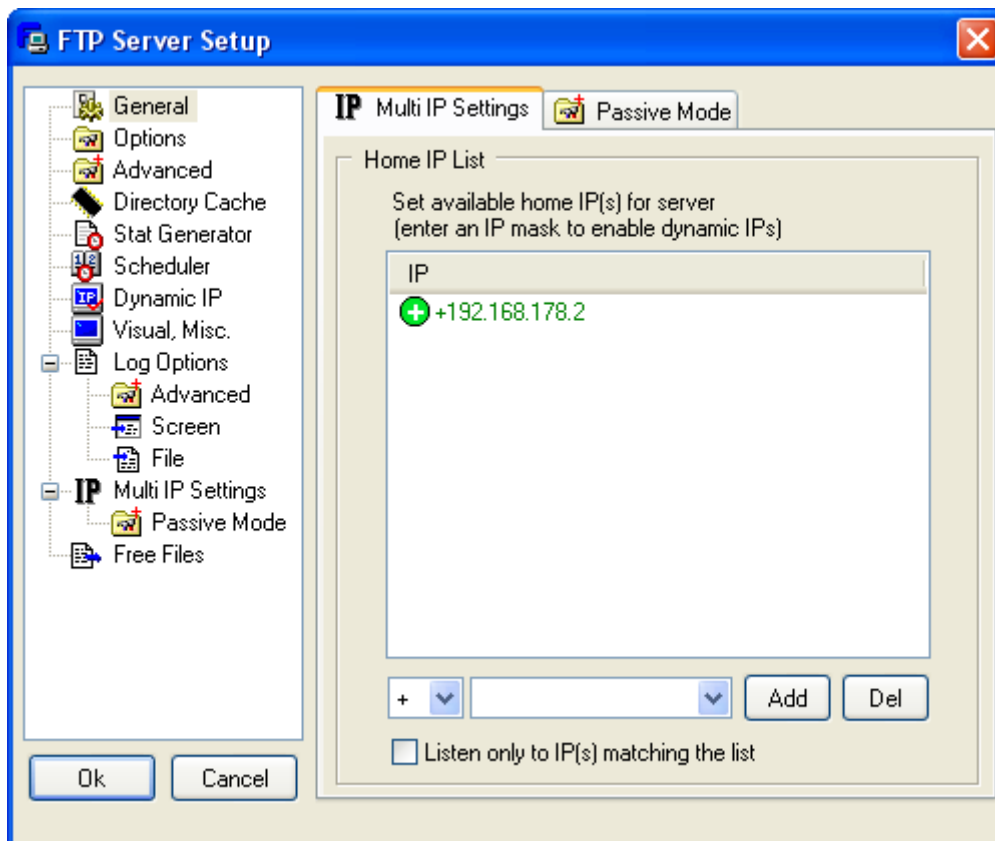 FTP Server Setup
General
Options
Advanced
Directory Cache
Stat Generator
Scheduler
Dynamic IP
Visual, Misc.
Log Options
Advanced
Screen
File
IP Multi IP Settings
Passive Mode
Free Files
Ok
Cancel
IP Multi IP Settings
Passive Mode
Home IP List
Set available home IP(s) for server
(enter an IP mask to enable dynamic IPs)
IP
+192.168.178.2
+
Add
Del
Listen only to IP(s) matching the list